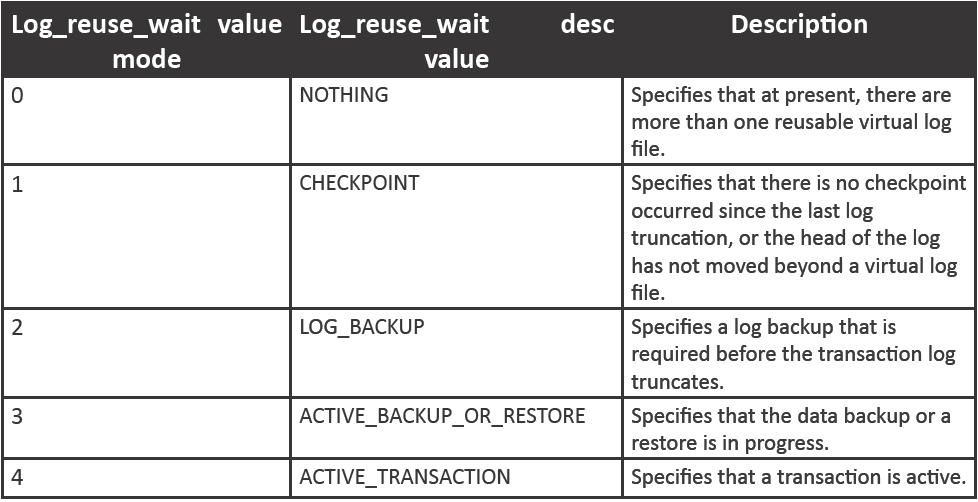 Log_reuse_wait value mode
Log_reuse_wait desc value
Description
0
NOTHING
Specifies that at present, there are
more than one reusable virtual log
file.
1
CHECKPOINT
Specifies that there is no checkpoint
occurred since the last log
truncation, or the head of the log
has not moved beyond a virtual log
file.
2
LOG_BACKUP
Specifies a log backup that is
required before the transaction log
truncates.
3
ACTIVE_BACKUP_OR_RESTORE
Specifies that the data backup or a
restore is in progress.
4
ACTIVE_TRANSACTION
Specifies that a transaction is active.